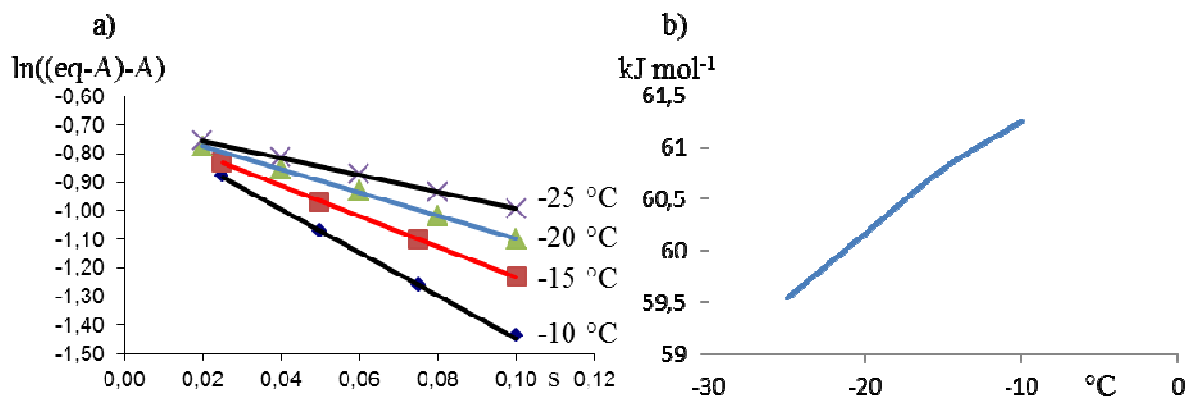 a)
ln((eq-A)-A)
-0,60
-0,70
-0,80
-0,90
-1,00
-1,10
-1,20
-1,30
-1,40
-1,50
0,00 0,02 0,04 0,06 0,08 0,10 s 0,12
-25 °C
-20 °C
-15 °C
-10 °C
b)
kJ mol-1
61,5
61
60,5
60
59,5
59
-30 -20 -10 °C 0